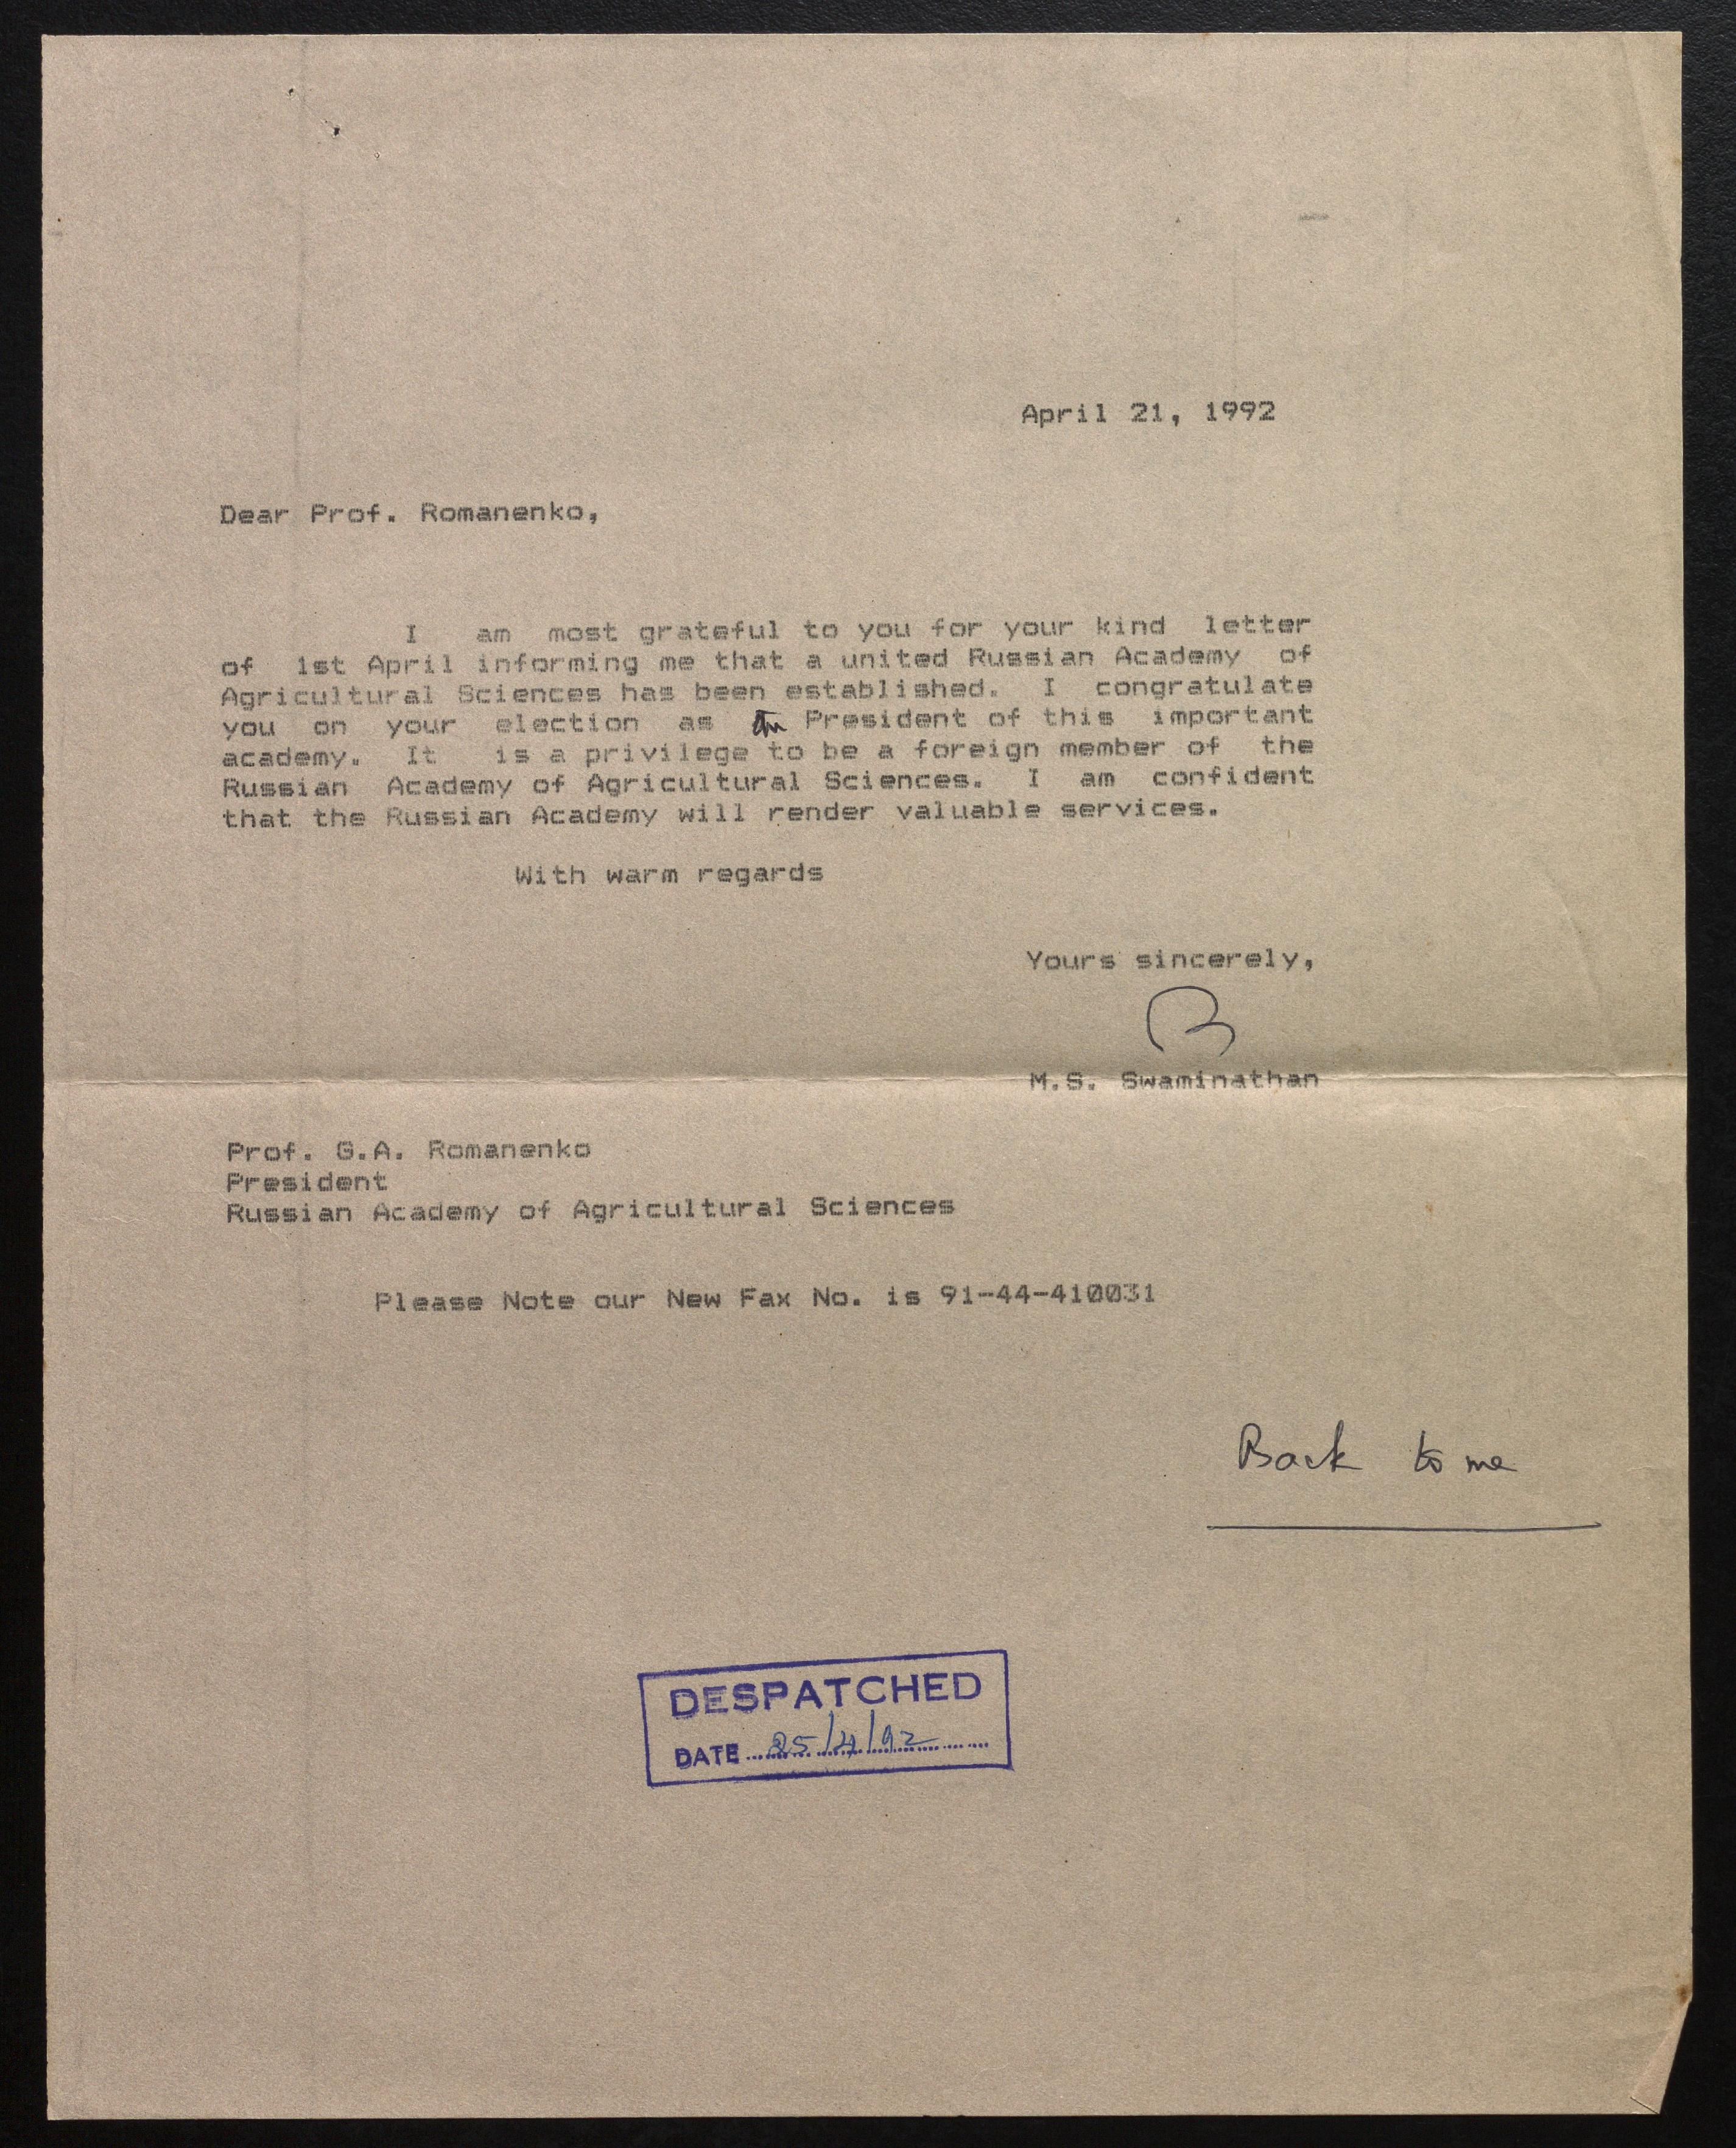 April 21, 1992
Dear Prof. Romanenko,
I am most grateful to you for your kind letter
of 1st April informing me that a united Russian Academy of
Agricultural Sciences has been established. I congratulate
you on your election as the President of this important
academy. It is a privilege to be a foreign member of the
Russian Academy of Agricultural Sciences. I am confident
that the Russian Academy will render valuable services.
With warm regards
Yours sincerely,
M.S. Swaminathan
Prof. G.A. Romanenko
President
Russian Academy of Agricultural Sciences
Please Note our New Fax No. is 91-44-410031
Back to me
DESPATCHED
DATE 25/4/92